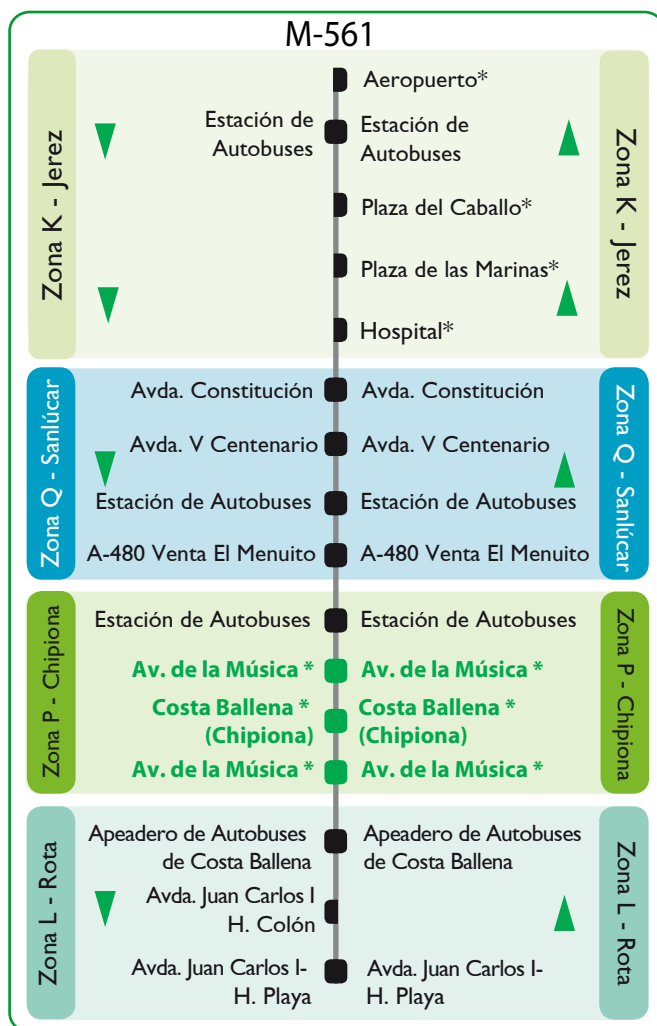 M-561
Zona K - Jerez
Zona K - Jerez
Aeropuerto*
Estación de
Autobuses
Estación de
Autobuses
Plaza del Caballo*
Plaza de las Marinas*
Hospital*
Zona Q - Sanlúcar
Zona Q - Sanlúcar
Avda. Constitución
Avda. Constitución
Avda. V Centenario
Avda. V Centenario
Estación de Autobuses
Estación de Autobuses
A-480 Venta El Menuito
A-480 Venta El Menuito
Zona P - Chipiona
Zona P - Chipiona
Estación de Autobuses
Estación de Autobuses
Av. de la Música *
Av. de la Música *
Costa Ballena *
(Chipiona)
Costa Ballena *
(Chipiona)
Av. de la Música *
Av. de la Música *
Zona L - Rota
Zona L - Rota
Apeadero de Autobuses
de Costa Ballena
Apeadero de Autobuses
de Costa Ballena
Avda. Juan Carlos I
H. Colón
Avda. Juan Carlos I-
H. Playa
Avda. Juan Carlos I-
H. Playa